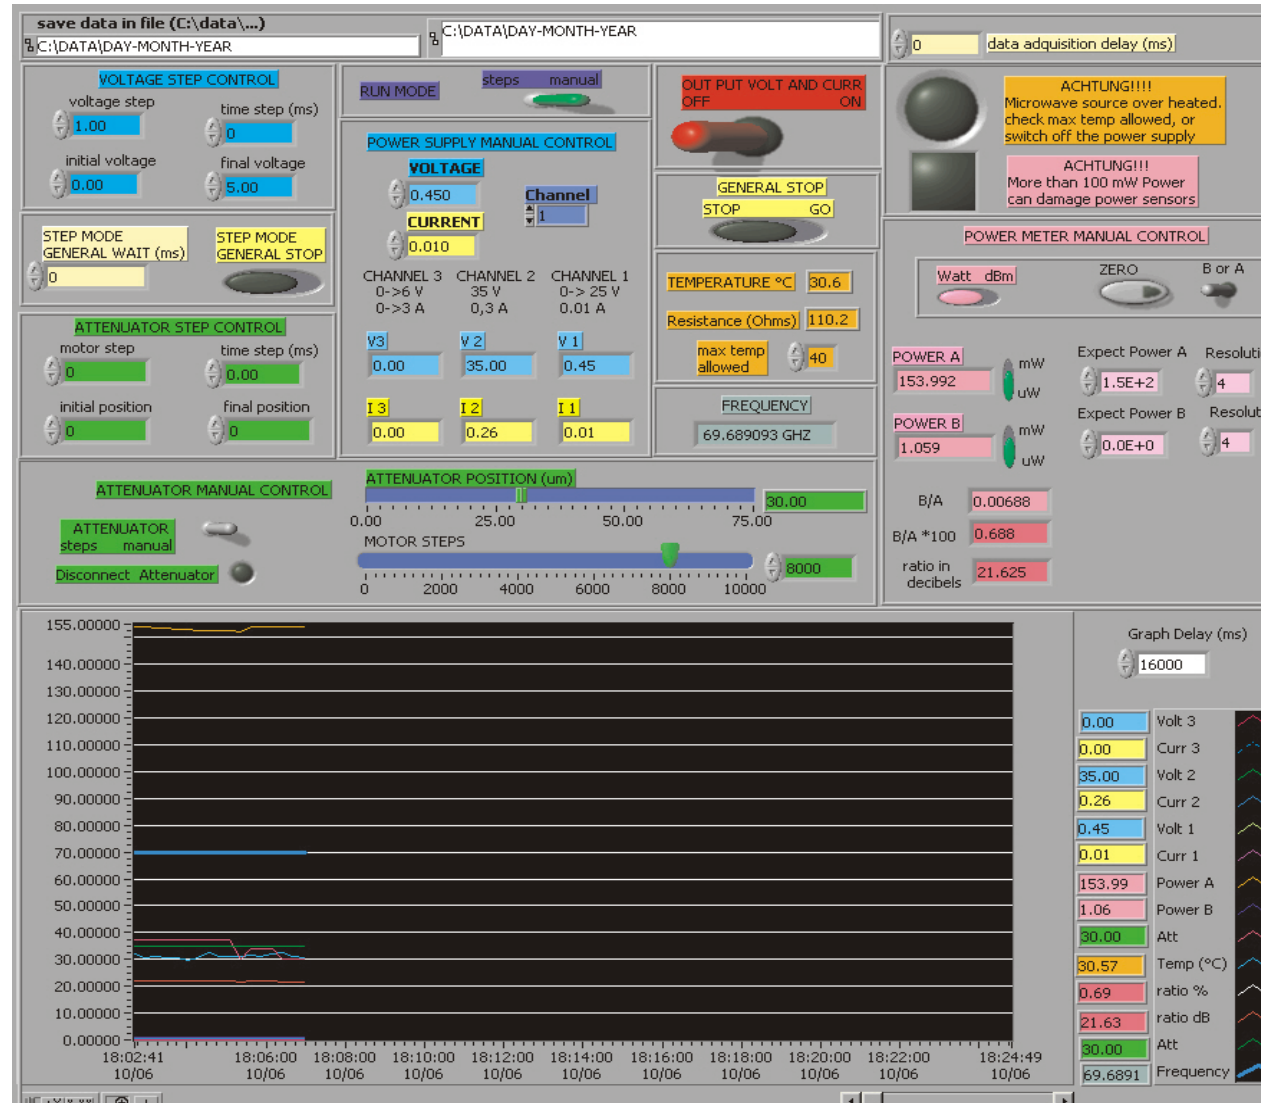 save data in file (C:\data\...)
C:\DATA\DAY-MONTH-YEAR
C:\DATA\DAY-MONTH-YEAR
0
data adquisition delay (ms)
VOLTAGE STEP CONTROL
voltage step
time step (ms)
1.00
0
initial voltage
final voltage
0.00
5.00
STEP MODE
GENERAL WAIT (ms)
0
STEP MODE
GENERAL STOP
ATTENUATOR STEP CONTROL
motor step
time step (ms)
0
0.00
initial position
final position
0
0
RUN MODE
steps manual
POWER SUPPLY MANUAL CONTROL
VOLTAGE
0.450
Channel
1
CURRENT
0.010
CHANNEL 3 CHANNEL 2 CHANNEL 1
0->6 V 35 V 0-> 25 V
0->3 A 0,3 A 0.01 A
V3 V 2 V 1
0.00 35.00 0.45
I 3 I 2 I 1
0.00 0.26 0.01
OUT PUT VOLT AND CURR
OFF ON
GENERAL STOP
STOP GO
TEMPERATURE ºC 30.6
Resistance (Ohms) 110.2
max temp
allowed
40
FREQUENCY
69.689093 GHZ
ACHTUNG!!!!
Microwave source over heated.
check max temp allowed, or
switch off the power supply
ACHTUNG!!!
More than 100 mW Power
can damage power sensors
POWER METER MANUAL CONTROL
Watt dBm
ZERO
B or A
POWER A
153.992
mW
uW
Expect Power A Resoluti
1.5E+2 4
POWER B
1.059
mW
uW
Expect Power B Resolut
0.0E+0 4
B/A 0.00688
B/A *100 0.688
ratio in
decibels
21.625
ATTENUATOR MANUAL CONTROL
ATTENUATOR
steps manual
Disconnect Attenuator
ATTENUATOR POSITION (um)
30.00
0.00 25.00 50.00 75.00
MOTOR STEPS
8000
0 2000 4000 6000 8000 10000
155.00000
140.00000
130.00000
120.00000
110.00000
100.00000
90.00000
80.00000
70.00000
60.00000
50.00000
40.00000
30.00000
20.00000
10.00000
0.00000
18:02:41 18:06:00 18:08:00 18:10:00 18:12:00 18:14:00 18:16:00 18:18:00 18:20:00 18:22:00 18:24:49
10/06 10/06 10/06 10/06 10/06 10/06 10/06 10/06 10/06 10/06 10/06
Graph Delay (ms)
16000
0.00 Volt 3
0.00 Curr 3
35.00 Volt 2
0.26 Curr 2
0.45 Volt 1
0.01 Curr 1
153.99 Power A
1.06 Power B
30.00 Att
30.57 Temp (ºC)
0.69 ratio %
21.63 ratio dB
30.00 Att
69.6891 Frequency